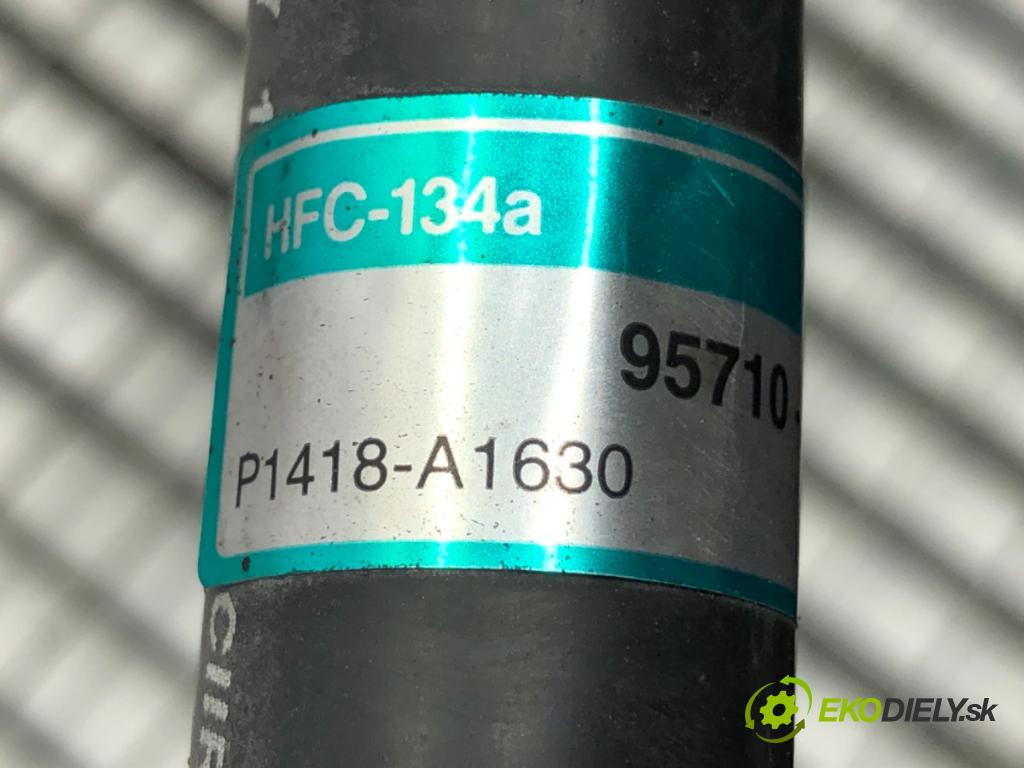 HFC-134a
95710-
P1418-A1630
EKODIELY.sk